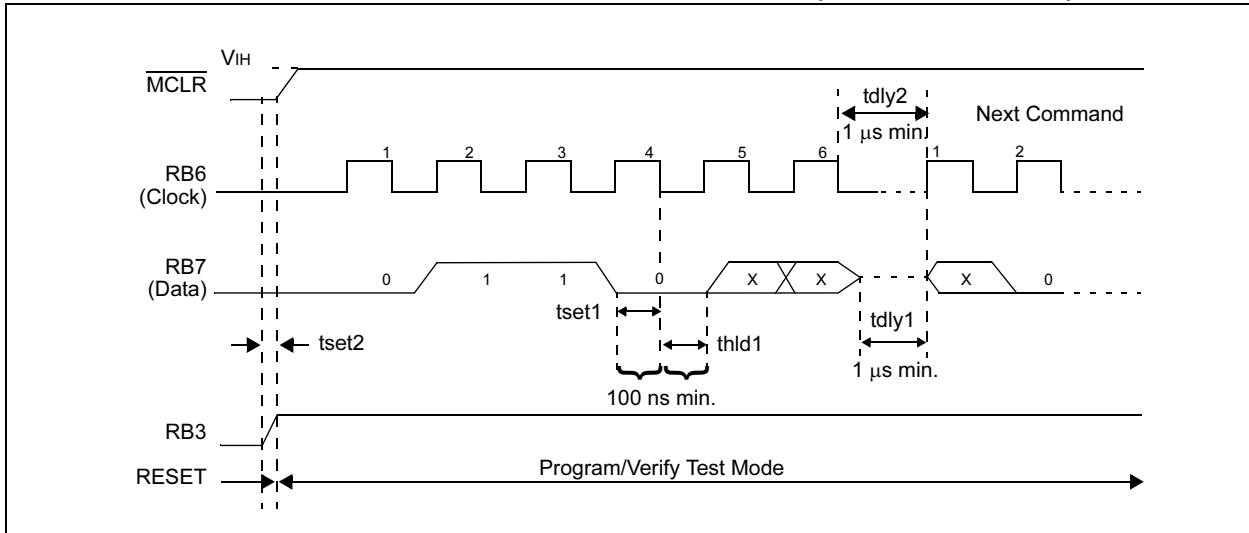 VIH
MCLR
tdly2
1 µs min.
Next Command
1 2 3 4 5 6 1 2
RB6
(Clock)
RB7
(Data)
0 1 1 0 X X X 0
tset1
tset2
thld1
tdly1
1 µs min.
100 ns min.
RB3
RESET
Program/Verify Test Mode